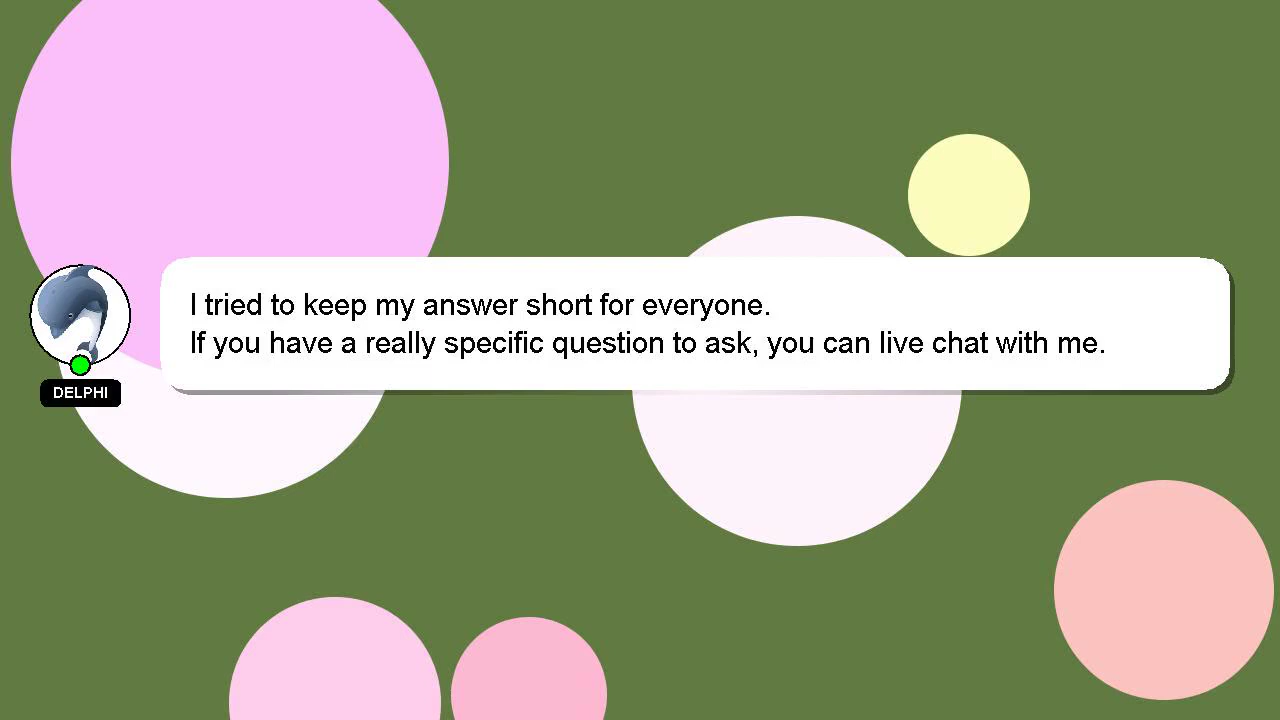 I tried to keep my answer short for everyone.
If you have a really specific question to ask, you can live chat with me.
DELPHI